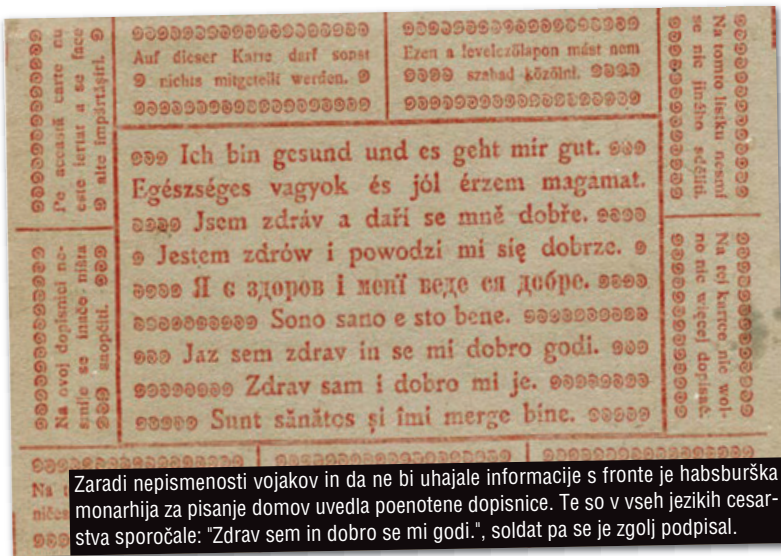 Pe această carte nu
este iertat a se face
alte împărtăşiri.
Auf dieser Karte darf sonst
nichts mitgeteilt werden.
Ezen a levelezőlapon mást nem
szabad közölni.
Na tomto lístku nesmí
se nic jiného sděliti.
Ich bin gesund und es geht mir gut.
Egészséges vagyok és jól érzem magamat.
Jsem zdráv a daří se mně dobře.
Jestem zdrów i powodzi mi się dobrze.
Я є здоров і менї веде ся добре.
Sono sano e sto bene.
Jaz sem zdrav in se mi dobro godi.
Zdrav sam i dobro mi je.
Sunt sănătos şi îmi merge bine.
Na ovoj dopisnici ne-
smije se inače ništa
saopćiti.
Na tej kartce nie wol-
no nic więcej dopisać.
Na
Zaradi nepismenosti vojakov in da ne bi uhajale informacije s fronte je habsburška
monarhija za pisanje domov uvedla poenotene dopisnice. Te so v vseh jezikih cesar-
stva sporočale: "Zdrav sem in dobro se mi godi.", soldat pa se je zgolj podpisal.